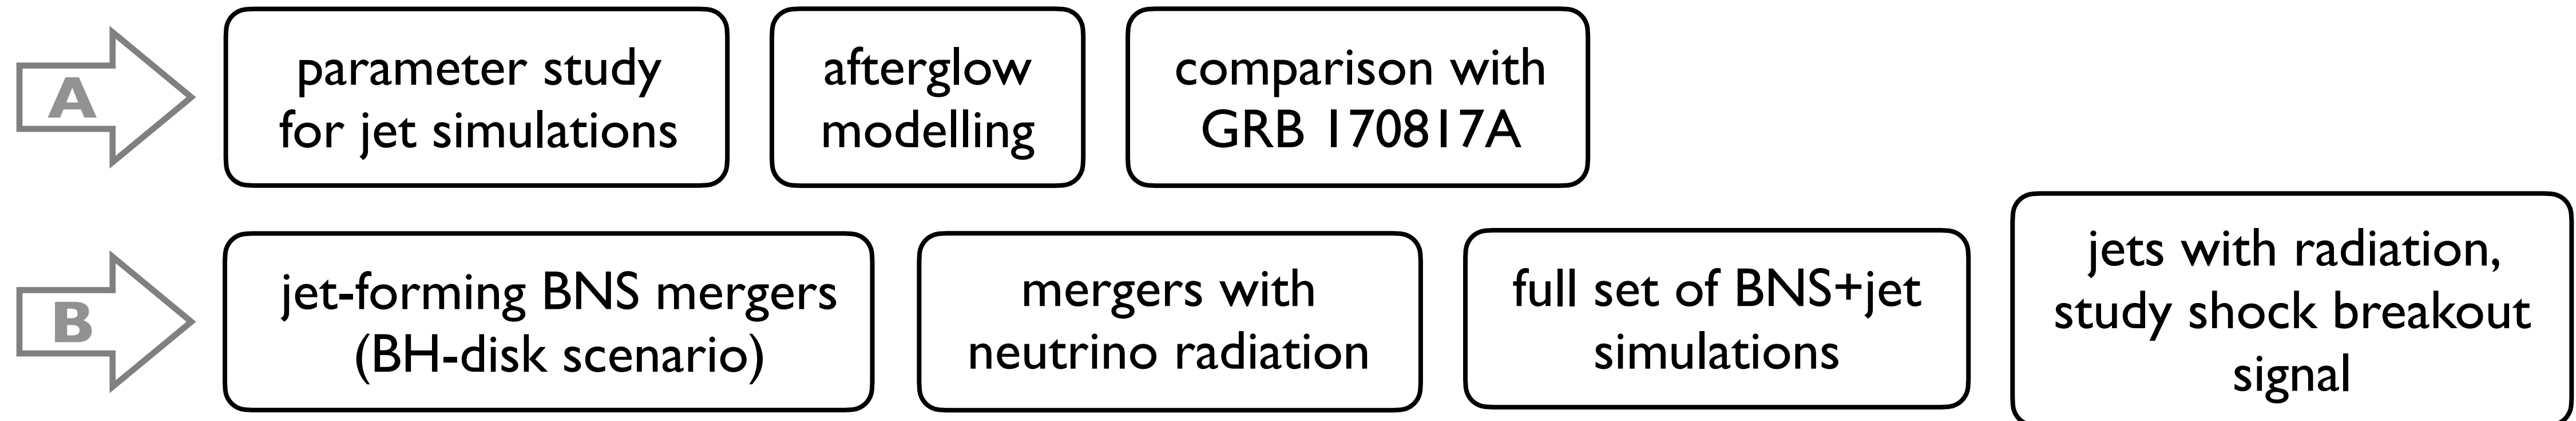 A
parameter study
for jet simulations
afterglow
modelling
comparison with
GRB 170817A
B
jet-forming BNS mergers
(BH-disk scenario)
mergers with
neutrino radiation
full set of BNS+jet
simulations
jets with radiation,
study shock breakout
signal